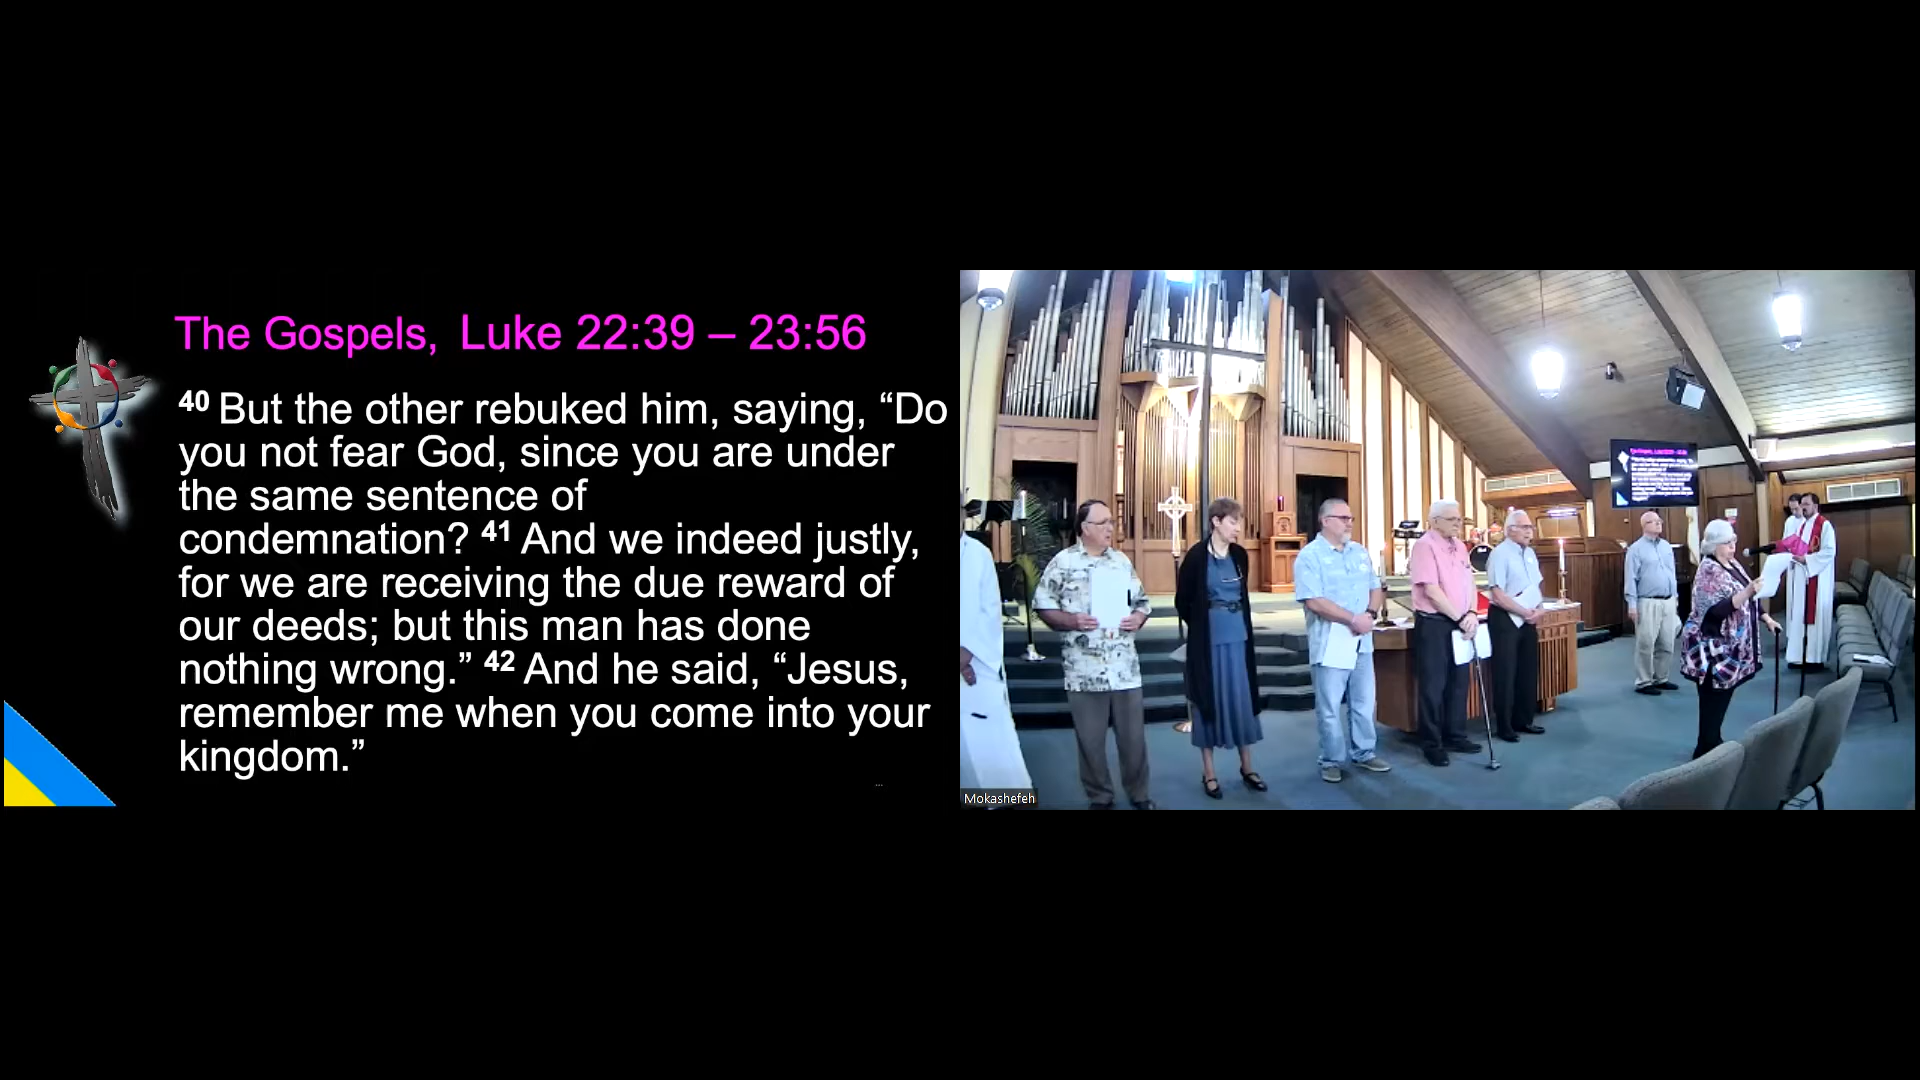 The Gospels, Luke 22:39 – 23:56
40 But the other rebuked him, saying, “Do
you not fear God, since you are under
the same sentence of
condemnation? 41 And we indeed justly,
for we are receiving the due reward of
our deeds; but this man has done
nothing wrong.” 42 And he said, “Jesus,
remember me when you come into your
kingdom.”
...
Mokashefeh